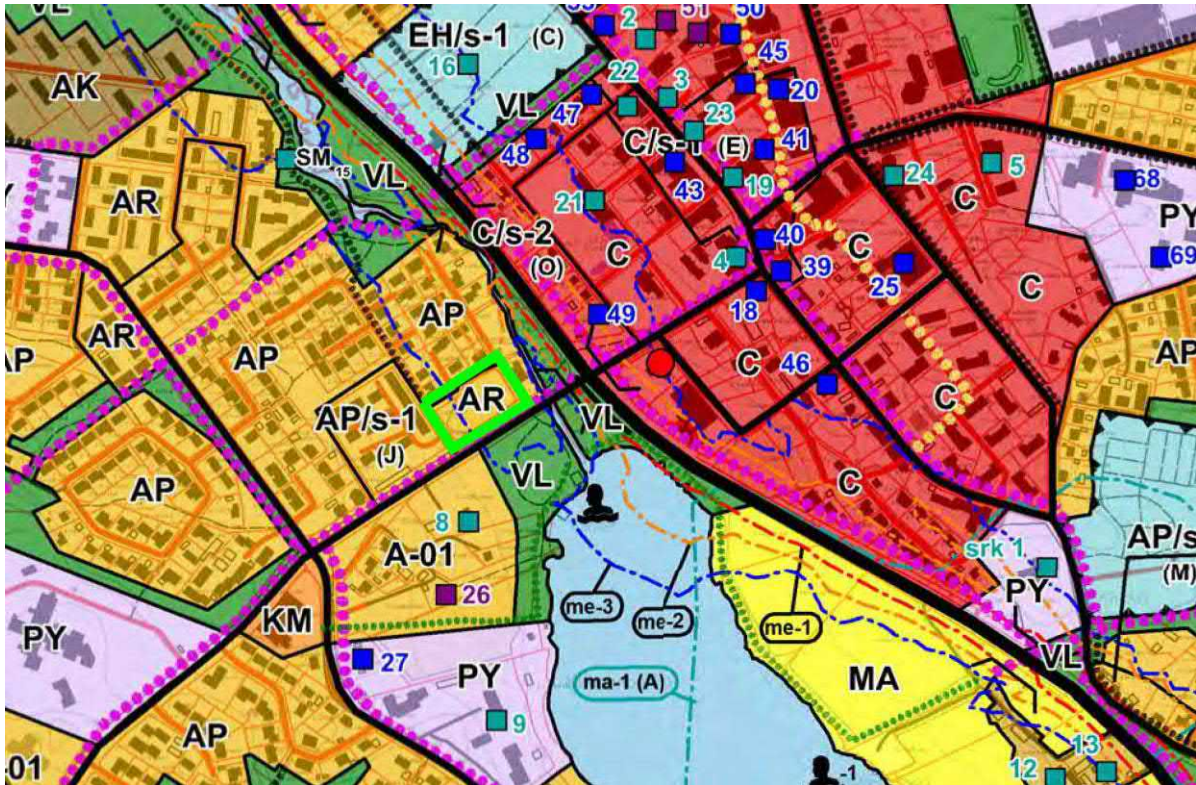 VL
EH/s-1 (C)
16
2
51
50
45
AK
22
3
20
VL
47
23
SM
15
48
C/s-1 (E)
41
VL
43
19
24
5
68
AR
21
C
PY
C/s-2
(O)
C
4
40
C
69
39
25
C
AP
49
18
AR
AP
AP
AP
C
46
AR
VL
C
AP/s-1
(J)
AP
VL
C
8
A-01
srk 1
AP/s
(M)
26
me-3
me-2
me-1
PY
KM
PY
27
PY
VL
ma-1 (A)
MA
9
AP
-01
13
-1
12